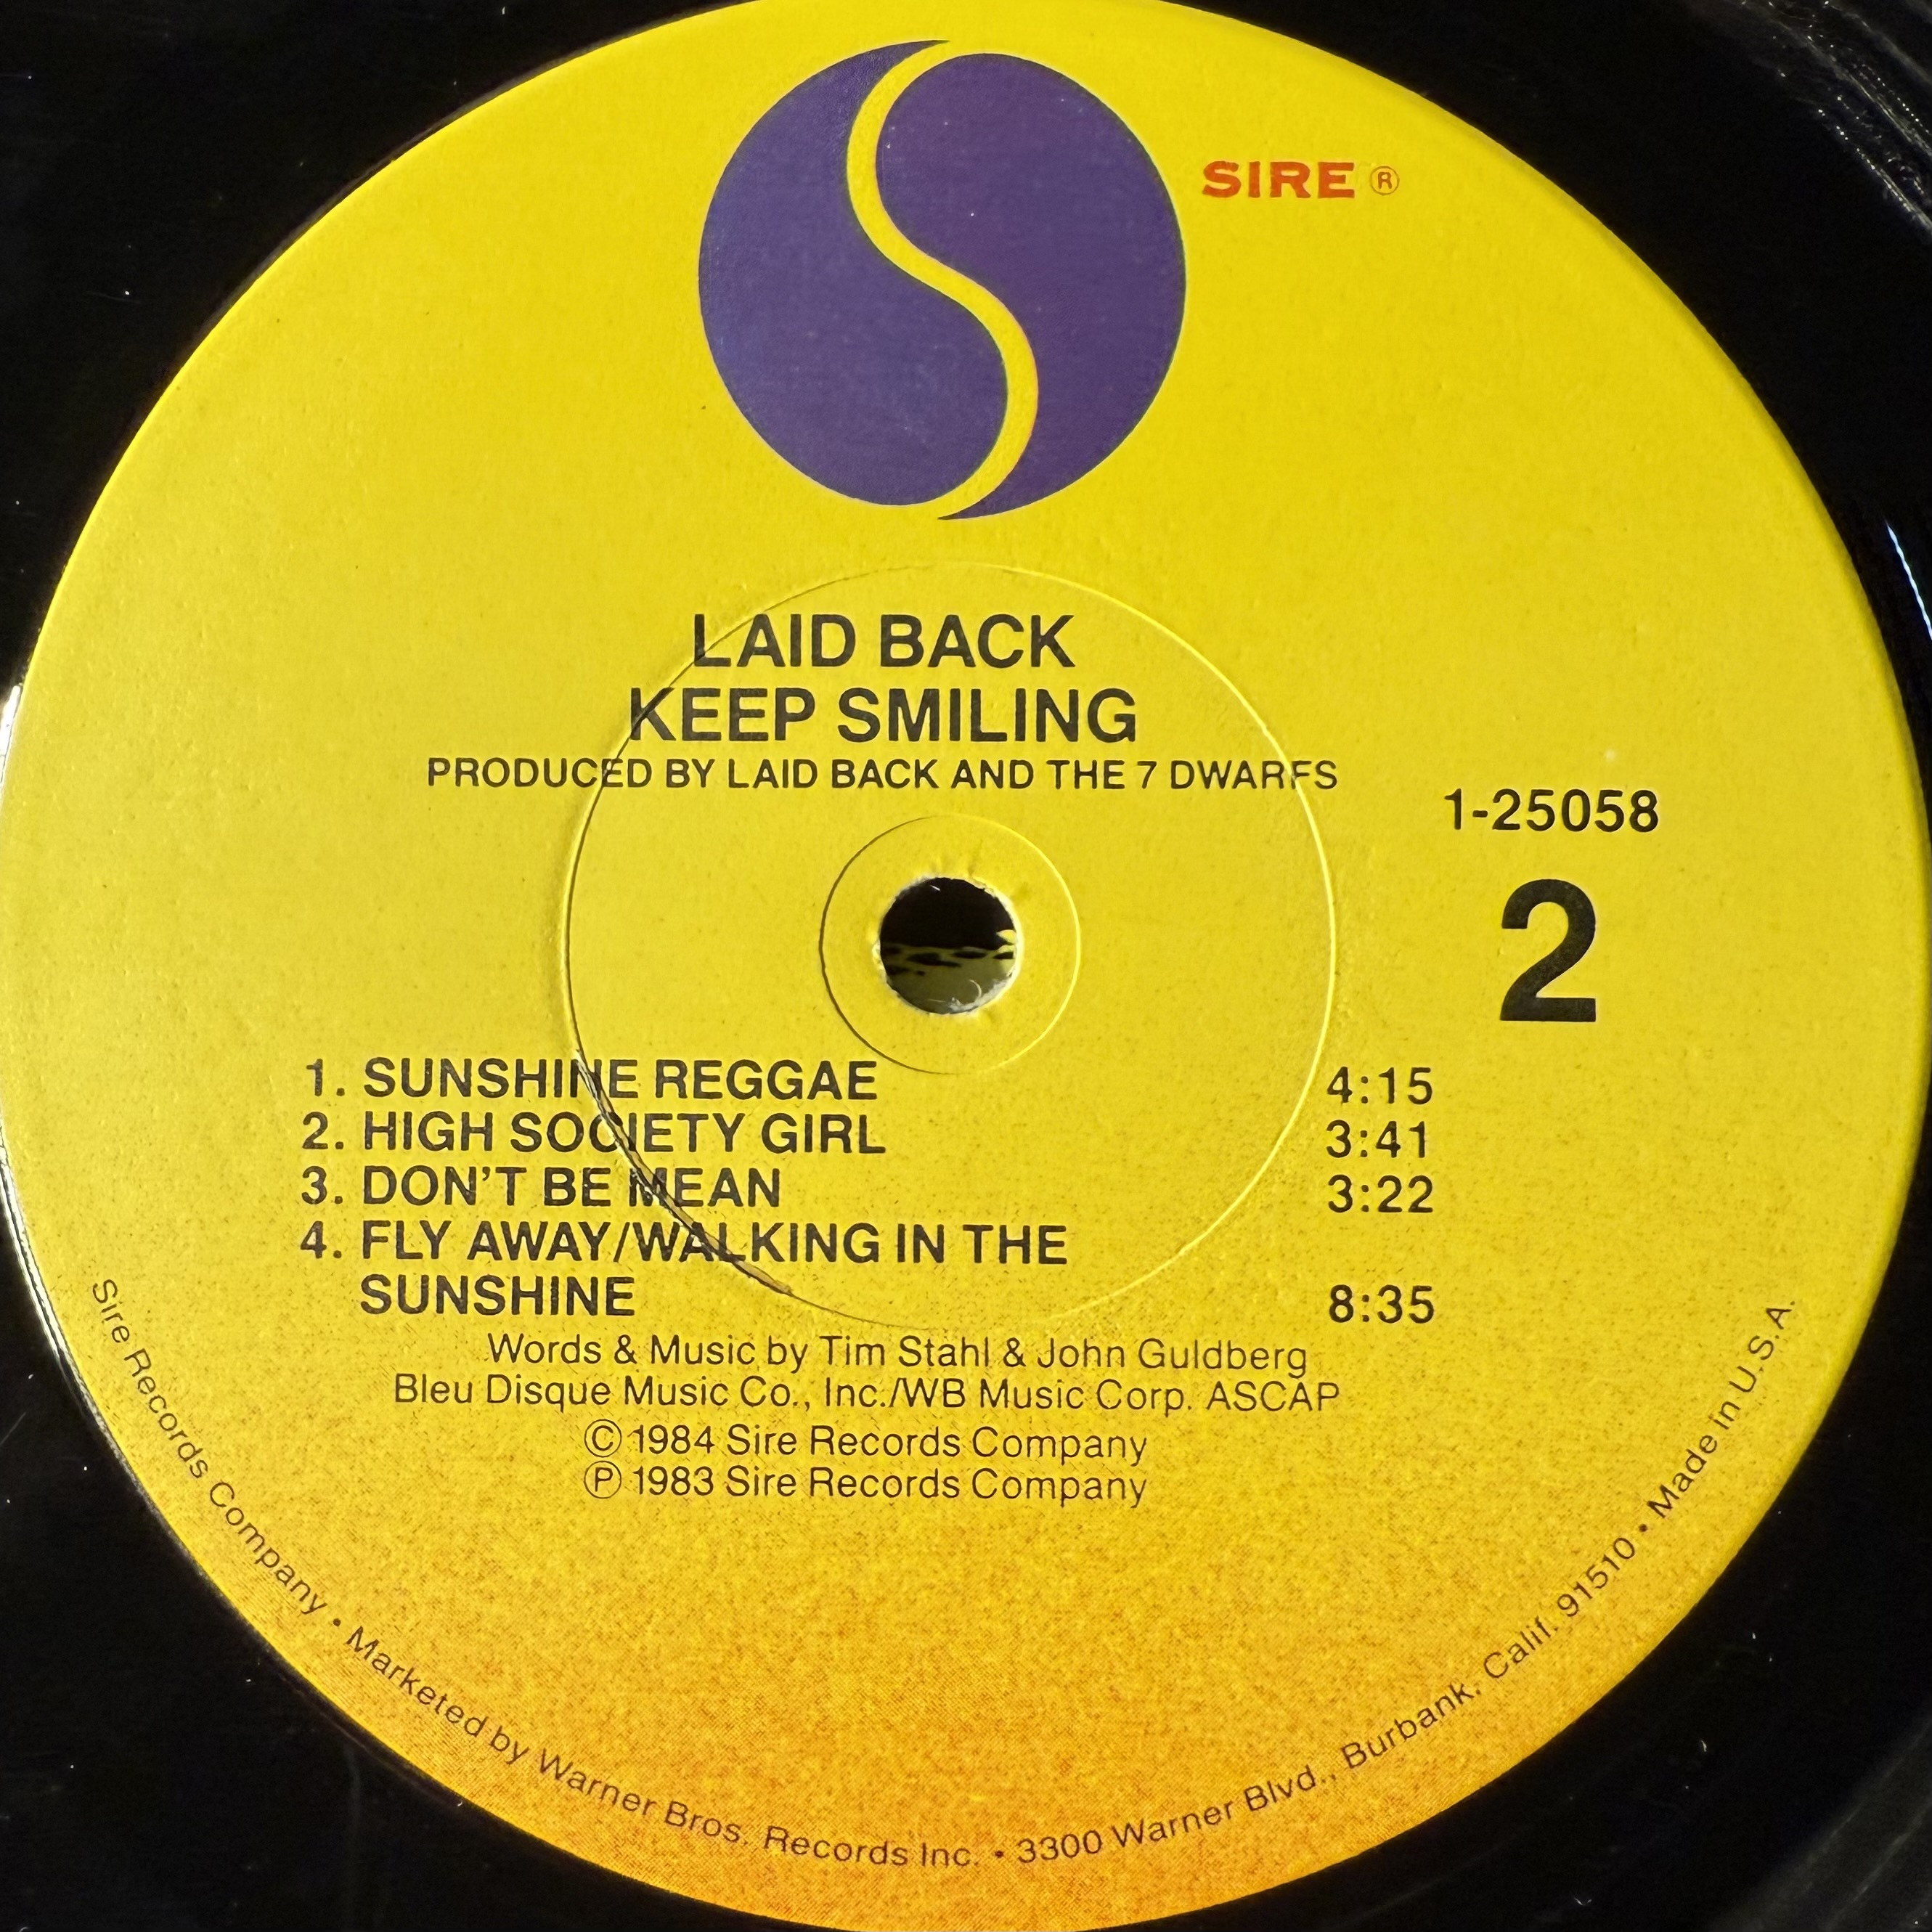 SIRE ®
LAID BACK
KEEP SMILING
PRODUCED BY LAID BACK AND THE 7 DWARFS
1-25058
2
1. SUNSHINE REGGAE 4:15
2. HIGH SOCIETY GIRL 3:41
3. DON'T BE MEAN 3:22
4. FLY AWAY/WALKING IN THE
SUNSHINE 8:35
Words & Music by Tim Stahl & John Guldberg
Bleu Disque Music Co., Inc./WB Music Corp. ASCAP
©1984 Sire Records Company
℗1983 Sire Records Company
Sire Records Company • Marketed by Warner Bros. Records Inc. • 3300 Warner Blvd., Burbank, Calif. 91510 • Made in U.S.A.